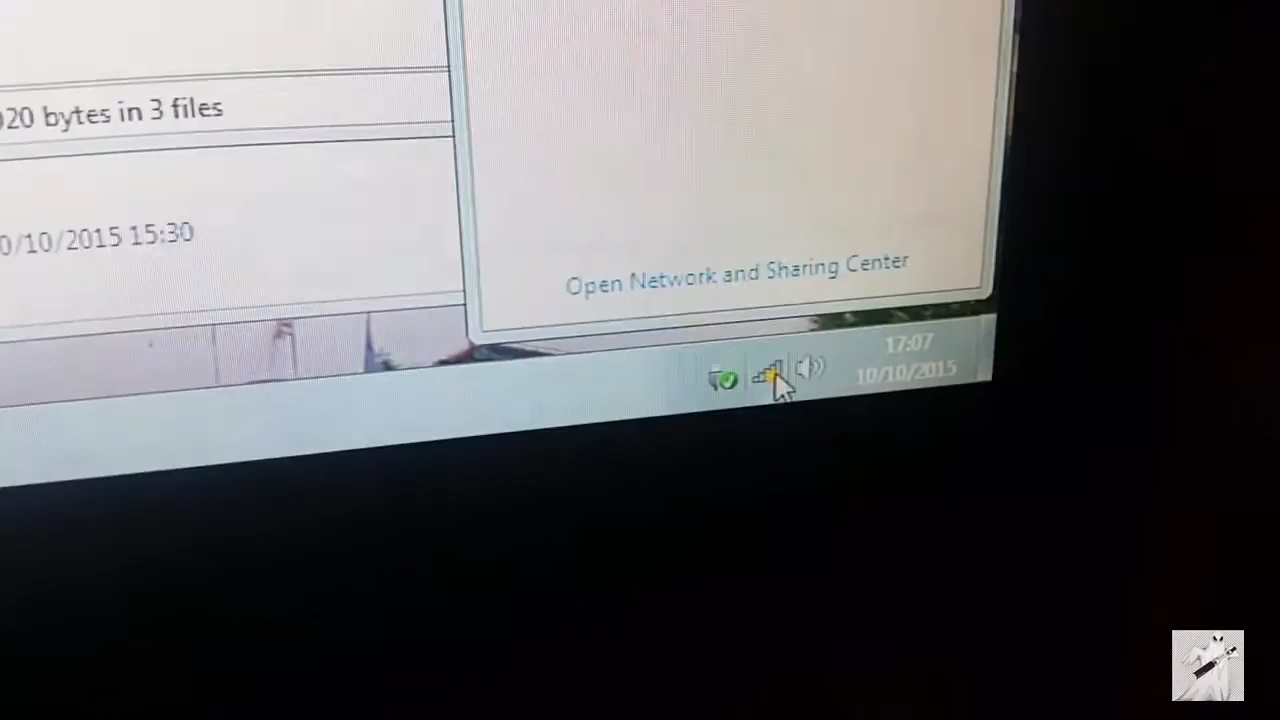 020 bytes in 3 files
0/10/2015 15:30
Open Network and Sharing Center
17:07
10/10/2015